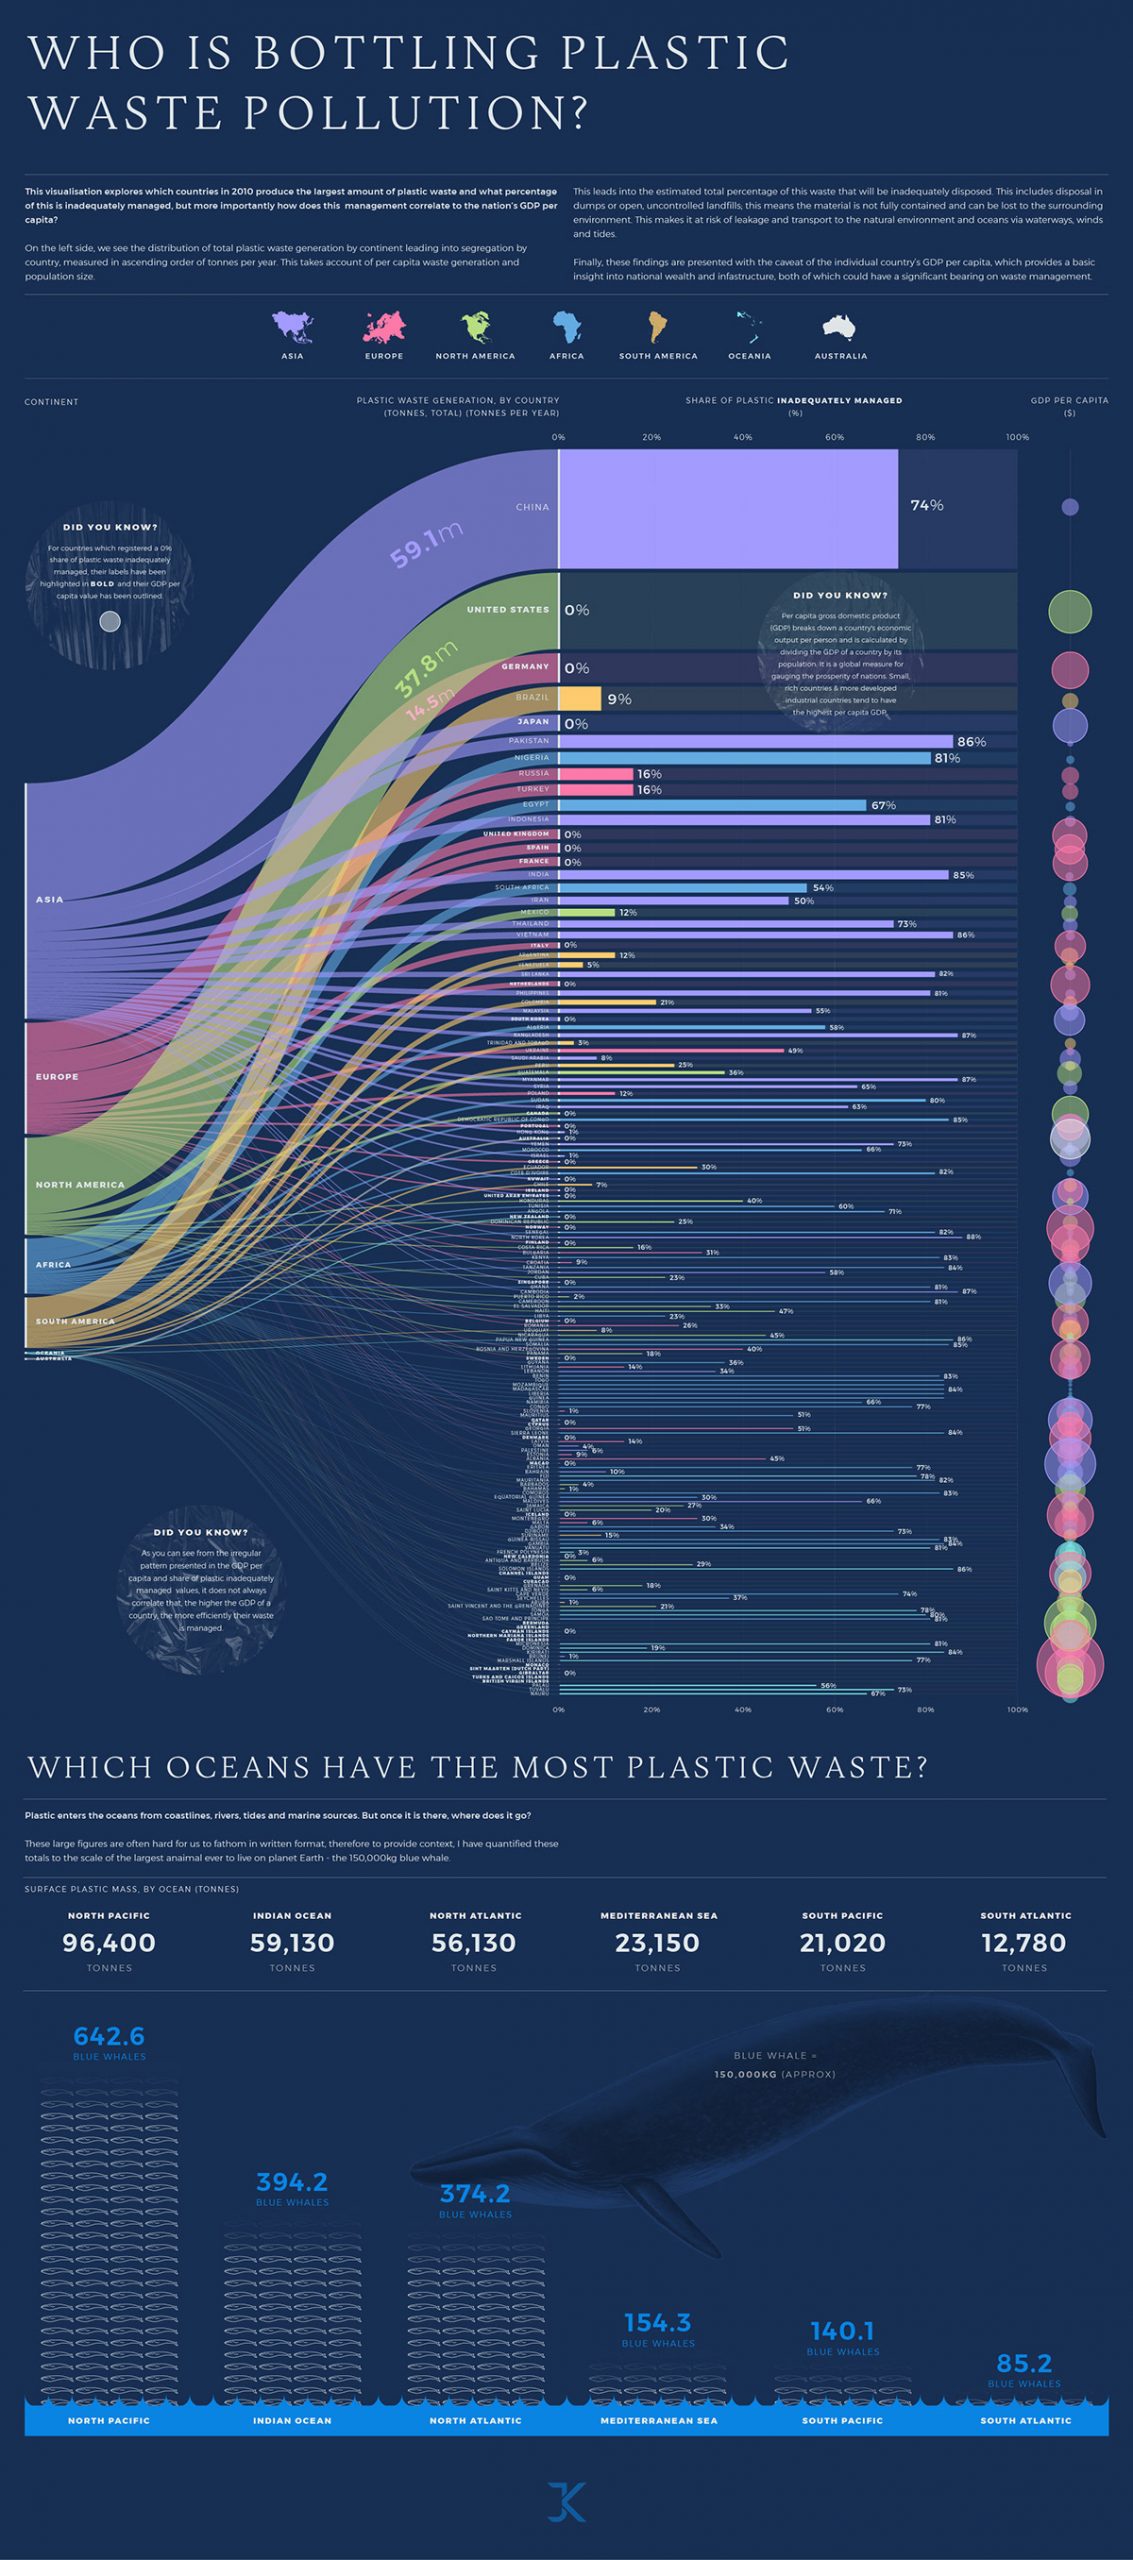 WHO IS BOTTLING PLASTIC
WASTE POLLUTION?
This visualisation explores which countries in 2010 produce the largest amount of plastic waste and what percentage
of this is inadequately managed, but more importantly how does this management correlate to the nation's GDP per
capita?
On the left side, we see the distribution of total plastic waste generation by continent leading into segregation by
country, measured in ascending order of tonnes per year. This takes account of per capita waste generation and
population size.
This leads into the estimated total percentage of this waste that will be inadequately disposed. This includes disposal in
dumps or open, uncontrolled landfills; this means the material is not fully contained and can be lost to the surrounding
environment. This makes it at risk of leakage and transport to the natural environment and oceans via waterways, winds
and tides.
Finally, these findings are presented with the caveat of the individual country's GDP per capita, which provides a basic
insight into national wealth and infastructure, both of which could have a significant bearing on waste management.
ASIA
EUROPE
NORTH AMERICA
AFRICA
SOUTH AMERICA
OCEANIA
AUSTRALIA
CONTINENT
PLASTIC WASTE GENERATION, BY COUNTRY
(TONNES, TOTAL) (TONNES PER YEAR)
SHARE OF PLASTIC INADEQUATELY MANAGED
(%)
GDP PER CAPITA
($)
0% 20% 40% 60% 80% 100%
DID YOU KNOW?
For countries which registered a 0%
share of plastic waste inadequately
managed, their labels have been
highlighted in BOLD and their GDP per
capita value has been outlined.
59.1m
37.8m
14.5m
CHINA 74%
UNITED STATES 0%
GERMANY 0%
BRAZIL 9%
JAPAN 0%
PAKISTAN 86%
NIGERIA 81%
RUSSIA 16%
TURKEY 16%
EGYPT 67%
INDONESIA 81%
UNITED KINGDOM 0%
SPAIN 0%
FRANCE 0%
INDIA 85%
SOUTH AFRICA 54%
IRAN 50%
MEXICO 12%
THAILAND 73%
VIETNAM 86%
ITALY 0%
ARGENTINA 12%
VENEZUELA 5%
SRI LANKA 82%
NETHERLANDS 0%
PHILIPPINES 81%
COLOMBIA 21%
MALAYSIA 55%
SOUTH KOREA 0%
ALGERIA 58%
BANGLADESH 87%
TRINIDAD AND TOBAGO 3%
UKRAINE 49%
SAUDI ARABIA 8%
PERU 25%
GUATEMALA 36%
MYANMAR 87%
SYRIA 65%
POLAND 12%
SUDAN 80%
IRAQ 63%
CANADA 0%
DEMOCRATIC REPUBLIC OF CONGO 85%
PORTUGAL 0%
HONG KONG 1%
AUSTRALIA 0%
YEMEN 73%
MOROCCO 66%
ISRAEL 1%
GREECE 0%
ECUADOR 30%
COTE D'IVOIRE 82%
KUWAIT 0%
CHILE 7%
IRELAND 0%
UNITED ARAB EMIRATES 0%
HONDURAS 40%
TUNISIA 60%
ANGOLA 71%
NEW ZEALAND 0%
DOMINICAN REPUBLIC 25%
NORWAY 0%
SENEGAL 82%
NORTH KOREA 88%
FINLAND 0%
COSTA RICA 16%
BULGARIA 31%
KENYA 83%
CROATIA 9%
TANZANIA 84%
JORDAN 58%
CUBA 23%
SINGAPORE 0%
GHANA 81%
CAMBODIA 87%
PUERTO RICO 2%
CAMEROON 81%
EL SALVADOR 33%
HAITI 47%
LIBYA 23%
BELGIUM 0%
ROMANIA 26%
URUGUAY 8%
NICARAGUA 45%
PAPUA NEW GUINEA 86%
SOMALIA 85%
BOSNIA AND HERZEGOVINA 40%
PANAMA 18%
SWEDEN 0%
GUYANA 36%
LITHUANIA 14%
LEBANON 34%
BENIN 83%
TOGO
MOZAMBIQUE
MADAGASCAR 84%
LIBERIA
GUINEA
NAMIBIA 66%
CONGO 77%
SLOVENIA 1%
MAURITIUS 51%
QATAR
CYPRUS 0%
GEORGIA 51%
SIERRA LEONE 84%
DENMARK 0%
LATVIA 14%
OMAN 4%
PALESTINE 6%
ESTONIA 9%
ALBANIA 45%
MACAO 0%
ERITREA 77%
BAHRAIN 10%
FIJI 78%
MAURITANIA 82%
BARBADOS 4%
BAHAMAS 1%
COMOROS 83%
EQUATORIAL GUINEA 30%
MALDIVES 66%
JAMAICA 27%
SAINT LUCIA 20%
ICELAND 0%
MONTENEGRO 30%
MALTA 6%
GABON 34%
DJIBOUTI 73%
SURINAME 15%
GUINEA-BISSAU 83%
GAMBIA 84%
VANUATU 81%
FRENCH POLYNESIA 3%
NEW CALEDONIA 0%
ANTIGUA AND BARBUDA 6%
BELIZE 29%
SOLOMON ISLANDS 86%
CHANNEL ISLANDS
GUAM 0%
CURACAO
GRENADA 18%
SAINT KITTS AND NEVIS 6%
CAPE VERDE 74%
SEYCHELLES 37%
ARUBA 1%
SAINT VINCENT AND THE GRENADINES 21%
TONGA 78%
SAMOA 80%
SAO TOME AND PRINCIPE 81%
BERMUDA
GREENLAND
CAYMAN ISLANDS 0%
NORTHERN MARIANA ISLANDS
FAROE ISLANDS
MICRONESIA 81%
DOMINICA 19%
KIRIBATI 84%
BRUNEI 1%
MARSHALL ISLANDS 77%
MONACO
SINT MAARTEN (DUTCH PART)
GIBRALTAR 0%
TURKS AND CAICOS ISLANDS
BRITISH VIRGIN ISLANDS
PALAU 56%
TUVALU 73%
NAURU 67%
0% 20% 40% 60% 80% 100%
DID YOU KNOW?
Per capita gross domestic product
(GDP) breaks down a country's economic
output per person and is calculated by
dividing the GDP of a country by its
population. It is a global measure for
gauging the prosperity of nations. Small,
rich countries & more developed
industrial countries tend to have
the highest per capita GDP.
ASIA
EUROPE
NORTH AMERICA
AFRICA
SOUTH AMERICA
OCEANIA
AUSTRALIA
DID YOU KNOW?
As you can see from the irregular
pattern presented in the GDP per
capita and share of plastic inadequately
managed values, it does not always
correlate that, the higher the GDP of a
country, the more efficiently their waste
is managed.
WHICH OCEANS HAVE THE MOST PLASTIC WASTE?
Plastic enters the oceans from coastlines, rivers, tides and marine sources. But once it is there, where does it go?
These large figures are often hard for us to fathom in written format, therefore to provide context, I have quantified these
totals to the scale of the largest anaimal ever to live on planet Earth - the 150,000kg blue whale.
SURFACE PLASTIC MASS, BY OCEAN (TONNES)
NORTH PACIFIC
96,400
TONNES
INDIAN OCEAN
59,130
TONNES
NORTH ATLANTIC
56,130
TONNES
MEDITERRANEAN SEA
23,150
TONNES
SOUTH PACIFIC
21,020
TONNES
SOUTH ATLANTIC
12,780
TONNES
BLUE WHALE =
150,000KG (APPROX)
642.6
BLUE WHALES
394.2
BLUE WHALES
374.2
BLUE WHALES
154.3
BLUE WHALES
140.1
BLUE WHALES
85.2
BLUE WHALES
NORTH PACIFIC
INDIAN OCEAN
NORTH ATLANTIC
MEDITERRANEAN SEA
SOUTH PACIFIC
SOUTH ATLANTIC
JK